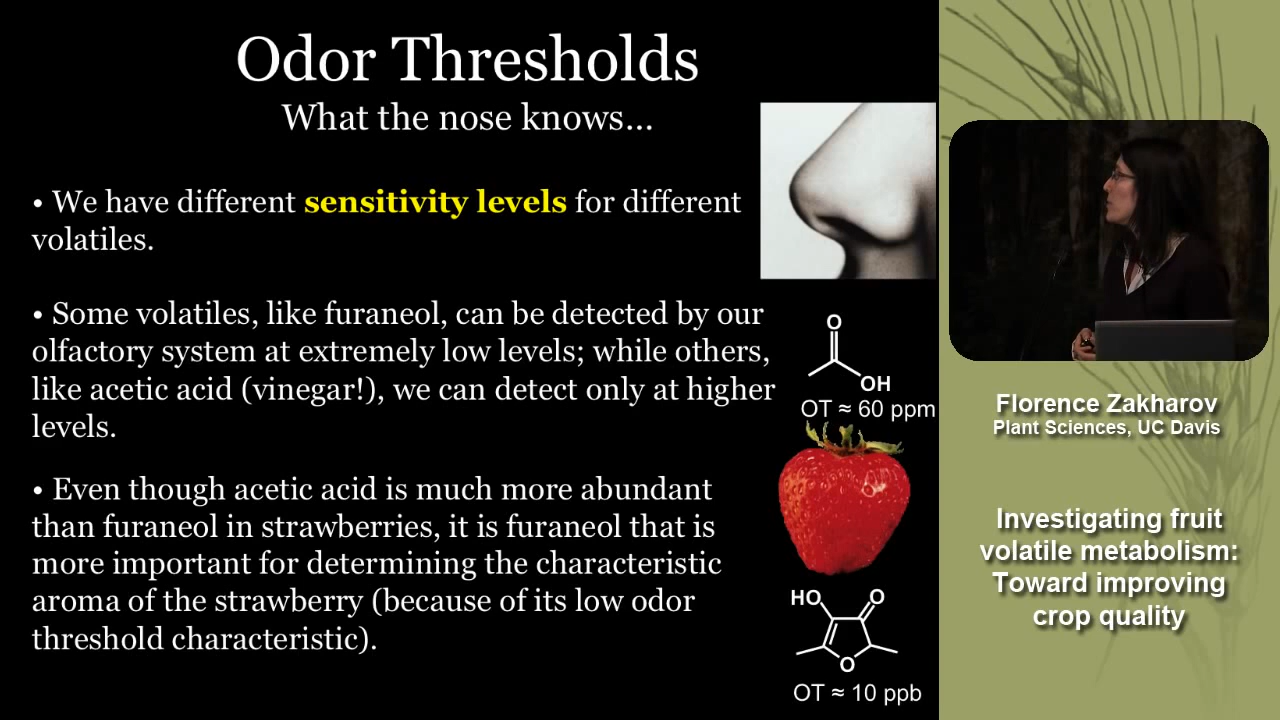 Odor Thresholds
What the nose knows...
• We have different sensitivity levels for different
volatiles.
• Some volatiles, like furaneol, can be detected by our
olfactory system at extremely low levels; while others,
like acetic acid (vinegar!), we can detect only at higher
levels.
• Even though acetic acid is much more abundant
than furaneol in strawberries, it is furaneol that is
more important for determining the characteristic
aroma of the strawberry (because of its low odor
threshold characteristic).
O
OH
OT ≈ 60 ppm
HO
O
O
OT ≈ 10 ppb
Florence Zakharov
Plant Sciences, UC Davis
Investigating fruit
volatile metabolism:
Toward improving
crop quality